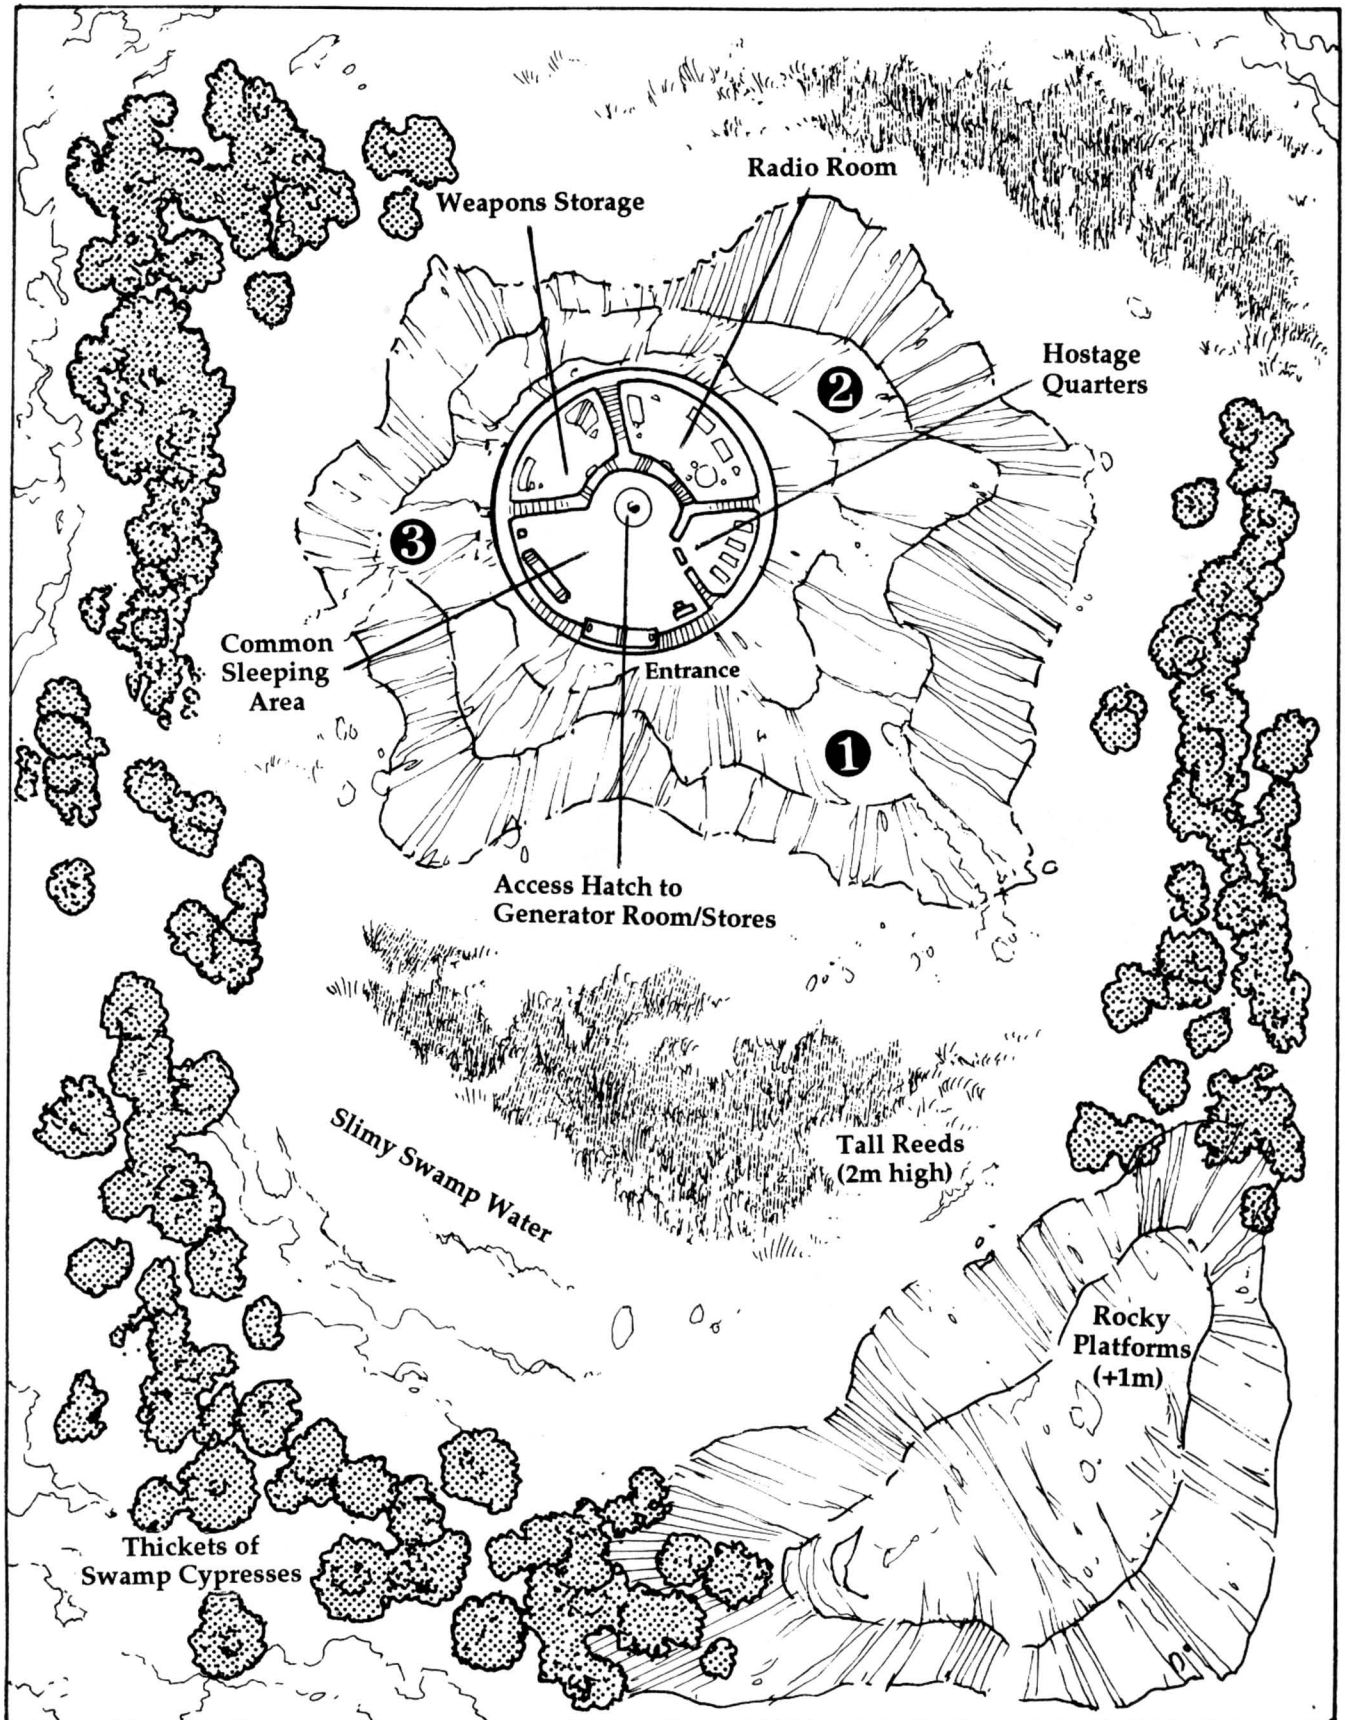 Radio Room
Weapons Storage
Hostage
Quarters
2
3
Common
Sleeping
Area
Entrance
1
Access Hatch to
Generator Room/Stores
Slimy Swamp Water
Tall Reeds
(2m high)
Rocky
Platforms
(+1m)
Thickets of
Swamp Cypresses